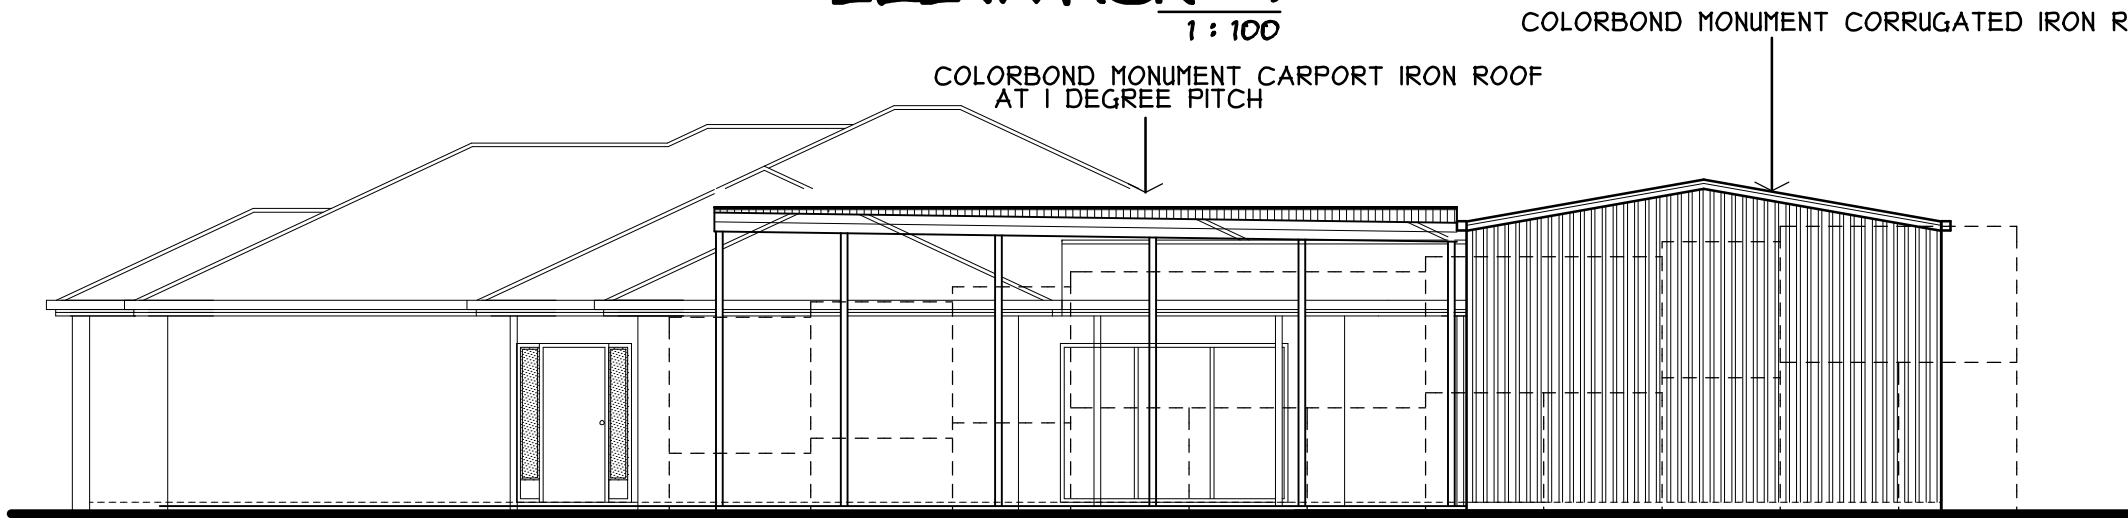 1 : 100
COLORBOND MONUMENT CORRUGATED IRON R
COLORBOND MONUMENT CARPORT IRON ROOF
AT 1 DEGREE PITCH